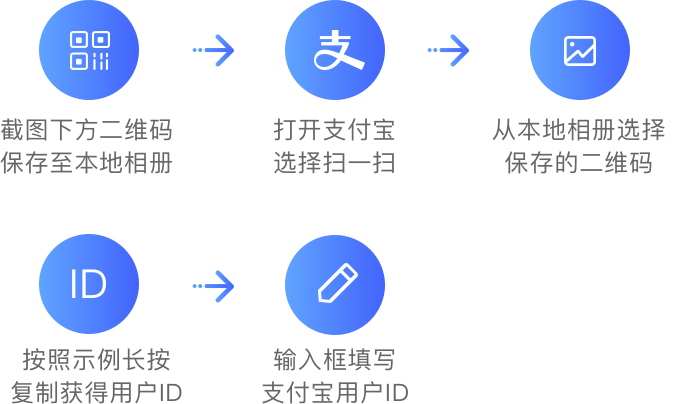 截图下方二维码
保存至本地相册
支
打开支付宝
选择扫一扫
从本地相册选择
保存的二维码
ID
按照示例长按
复制获得用户ID
输入框填写
支付宝用户ID